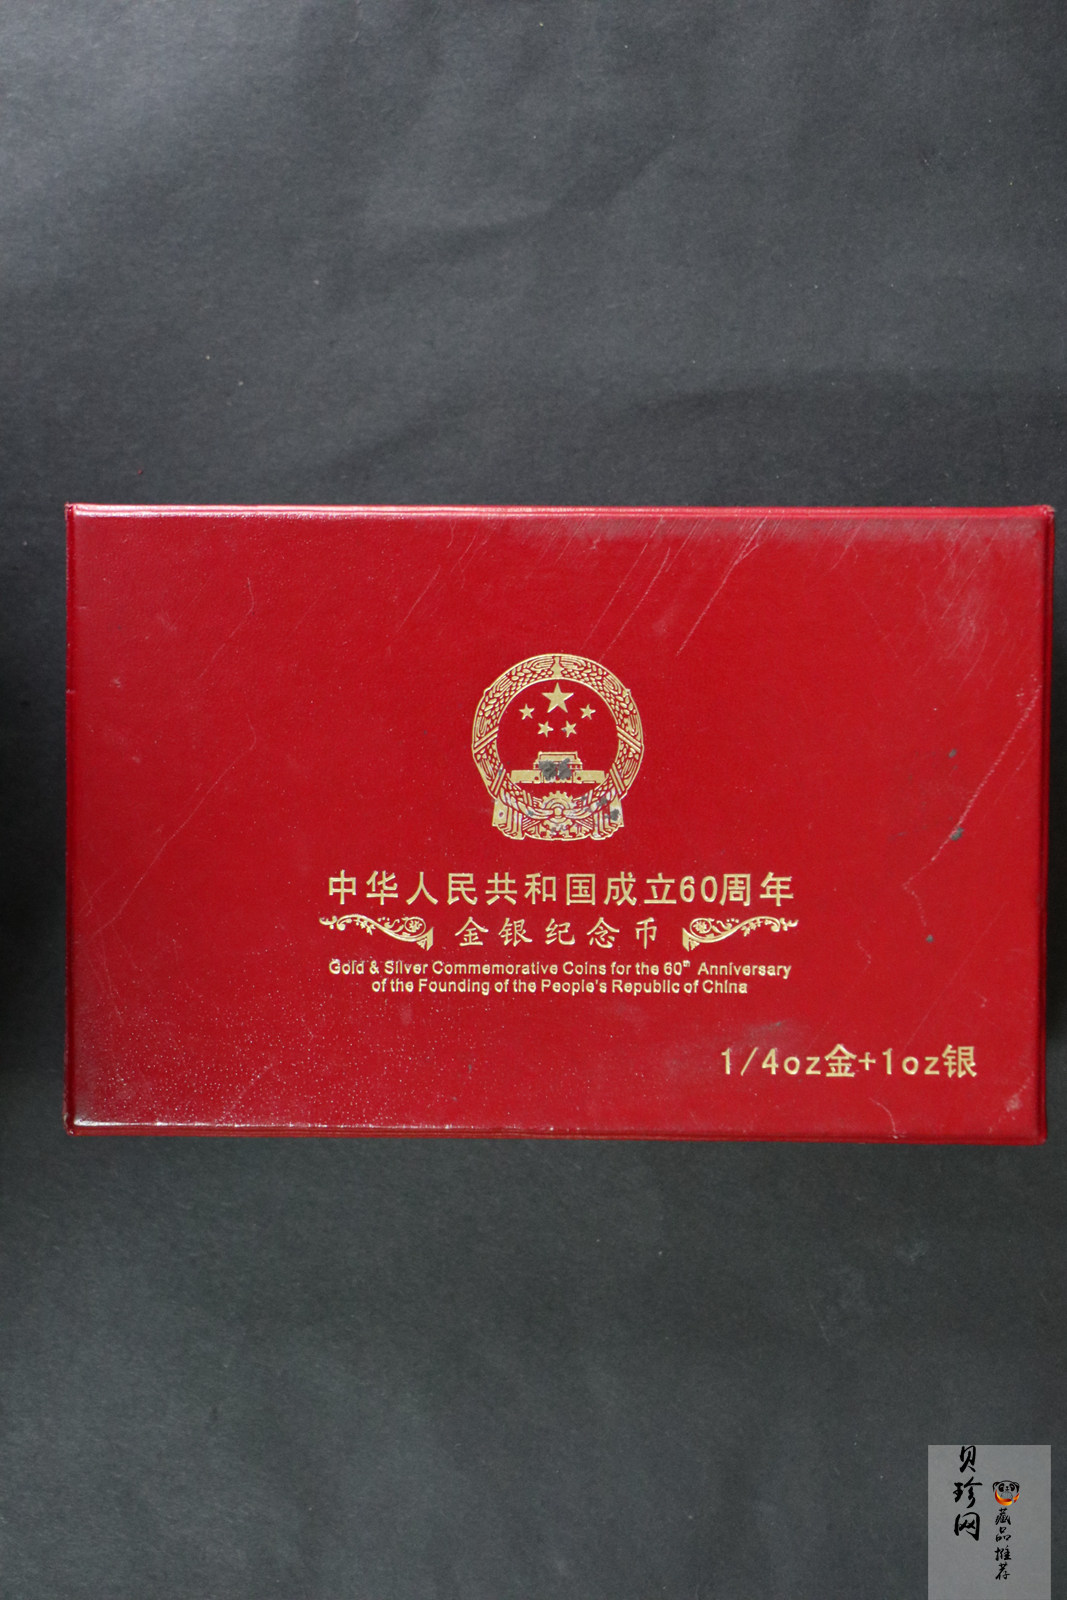 中华人民共和国成立60周年
金银纪念币
Gold & Silver Commemorative Coins for the 60th Anniversary
of the Founding of the People's Republic of China
1/4oz金+1oz银
贝珍网
藏品推荐